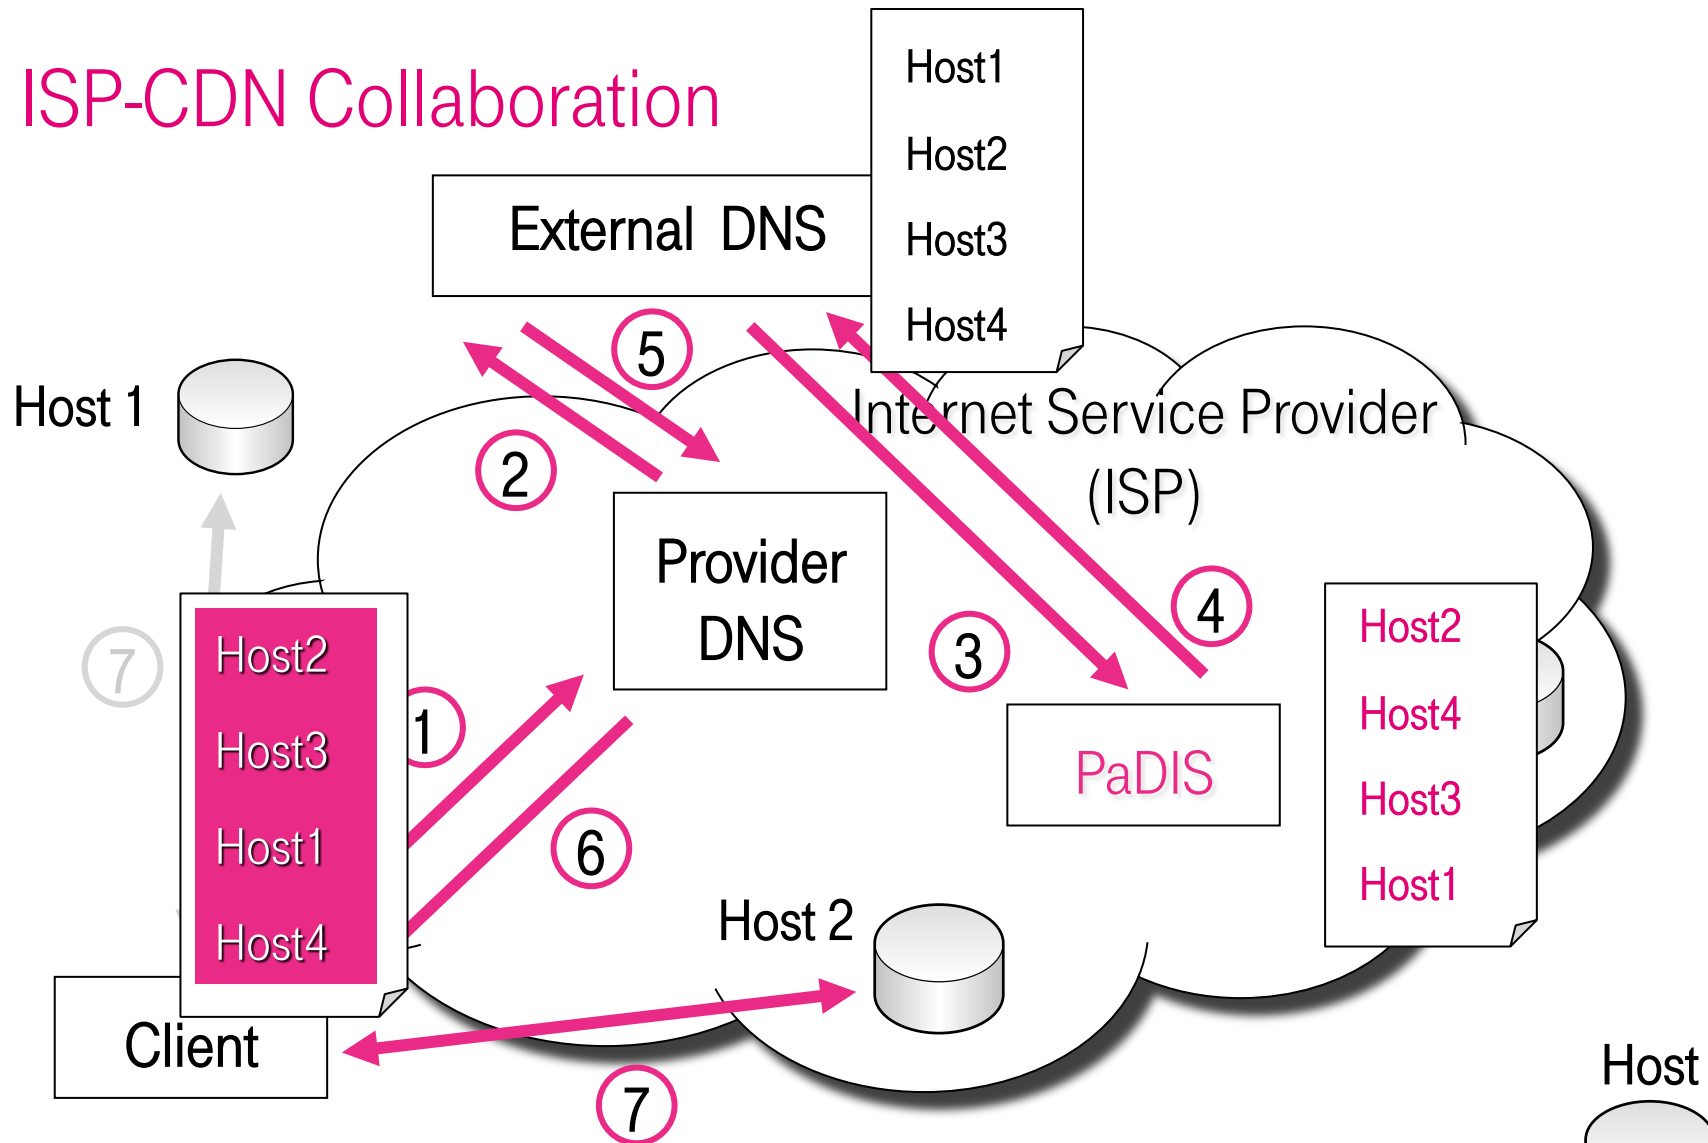 ISP-CDN Collaboration
Host1
Host2
Host3
Host4
External DNS
5
Host 1
Internet Service Provider
(ISP)
2
Provider
DNS
4
3
7
Host2
Host3
Host1
Host4
1
Host2
Host4
Host3
Host1
PaDIS
6
Host 2
Client
7
Host